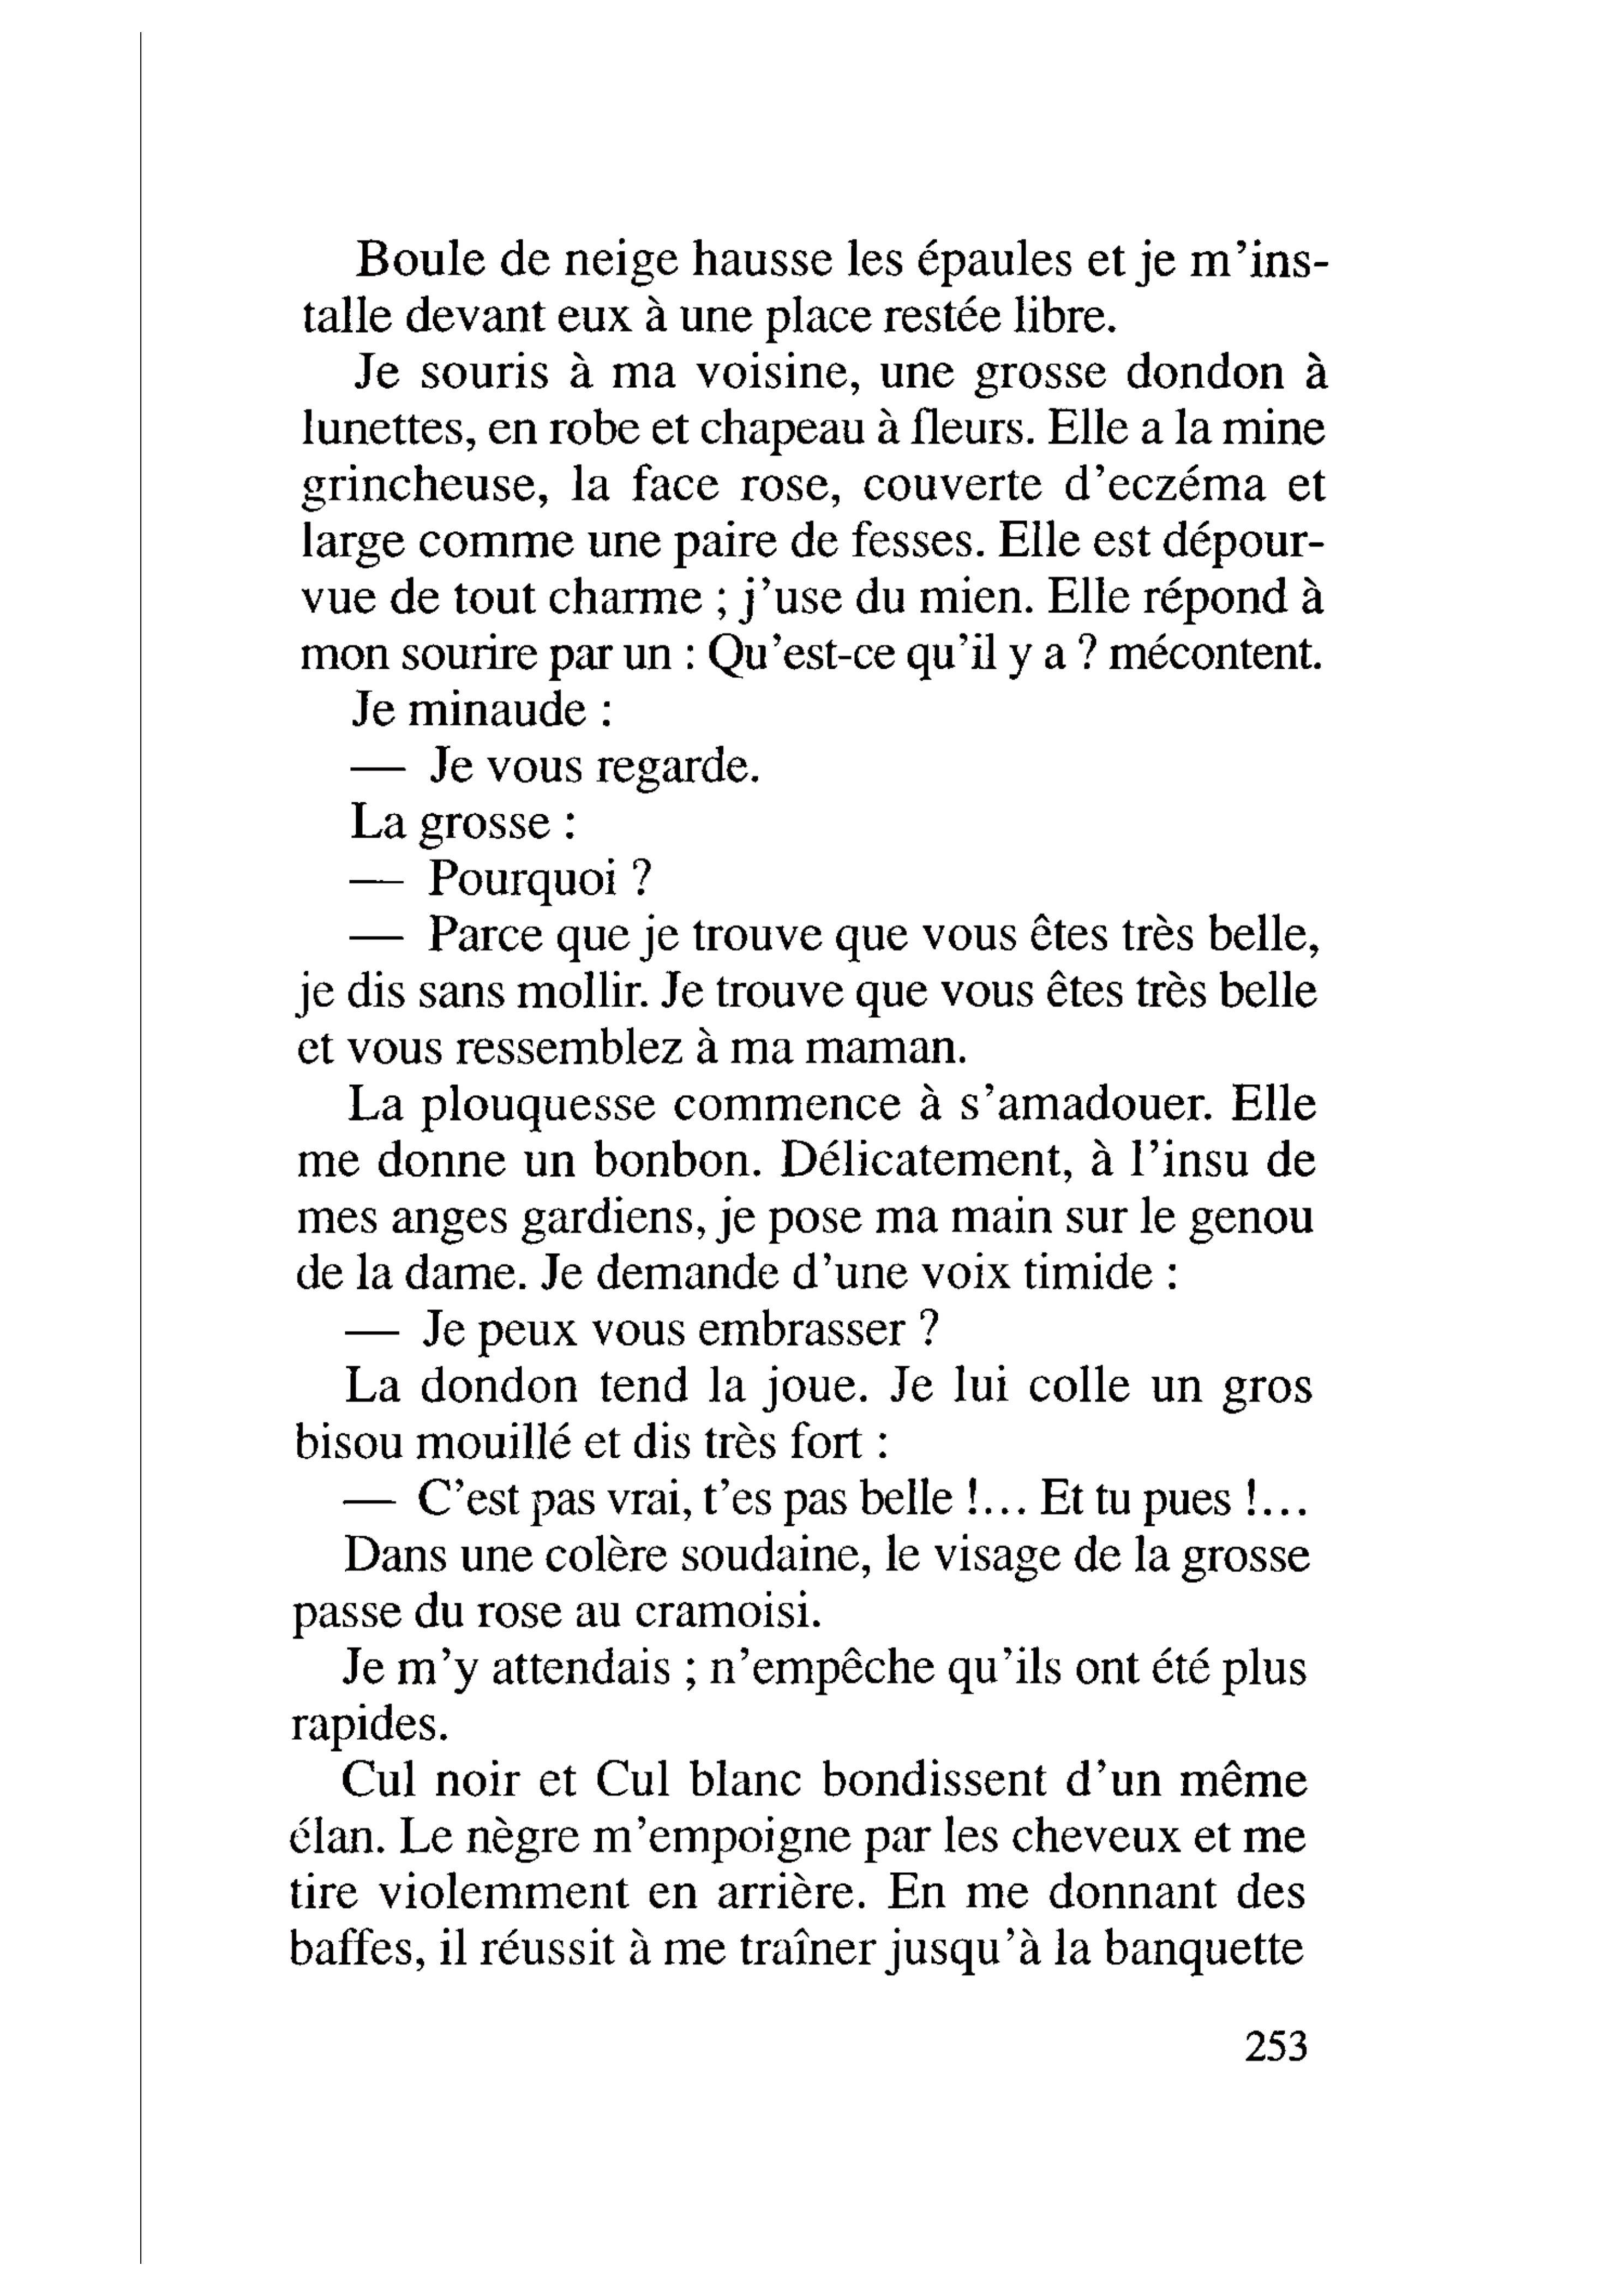 Boule de neige hausse les épaules et je m'ins-
talle devant eux à une place restée libre.
Je souris à ma voisine, une grosse dondon à
lunettes, en robe et chapeau à fleurs. Elle a la mine
grincheuse, la face rose, couverte d'eczéma et
large comme une paire de fesses. Elle est dépour-
vue de tout charme ; j'use du mien. Elle répond à
mon sourire par un : Qu'est-ce qu'il y a ? mécontent.
Je minaude :
— Je vous regarde.
La grosse :
— Pourquoi ?
— Parce que je trouve que vous êtes très belle,
je dis sans mollir. Je trouve que vous êtes très belle
et vous ressemblez à ma maman.
La plouquesse commence à s'amadouer. Elle
me donne un bonbon. Délicatement, à l'insu de
mes anges gardiens, je pose ma main sur le genou
de la dame. Je demande d'une voix timide :
— Je peux vous embrasser ?
La dondon tend la joue. Je lui colle un gros
bisou mouillé et dis très fort :
— C'est pas vrai, t'es pas belle !... Et tu pues !...
Dans une colère soudaine, le visage de la grosse
passe du rose au cramoisi.
Je m'y attendais ; n'empêche qu'ils ont été plus
rapides.
Cul noir et Cul blanc bondissent d'un même
élan. Le nègre m'empoigne par les cheveux et me
tire violemment en arrière. En me donnant des
baffes, il réussit à me traîner jusqu'à la banquette
253